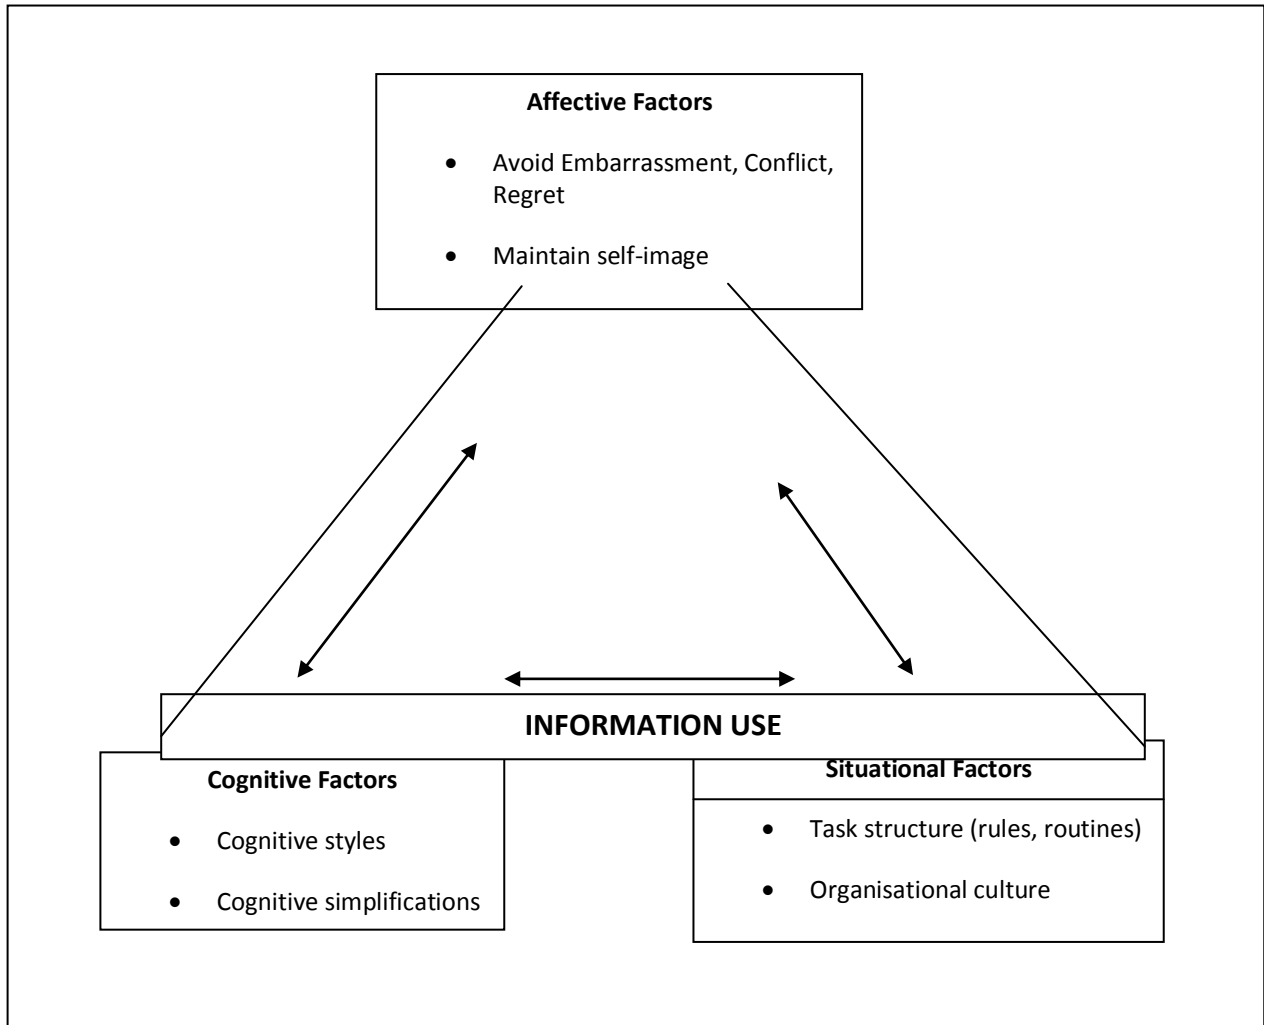 Affective Factors
• Avoid Embarrassment, Conflict,
Regret
• Maintain self-image
INFORMATION USE
Cognitive Factors
• Cognitive styles
• Cognitive simplifications
Situational Factors
• Task structure (rules, routines)
• Organisational culture